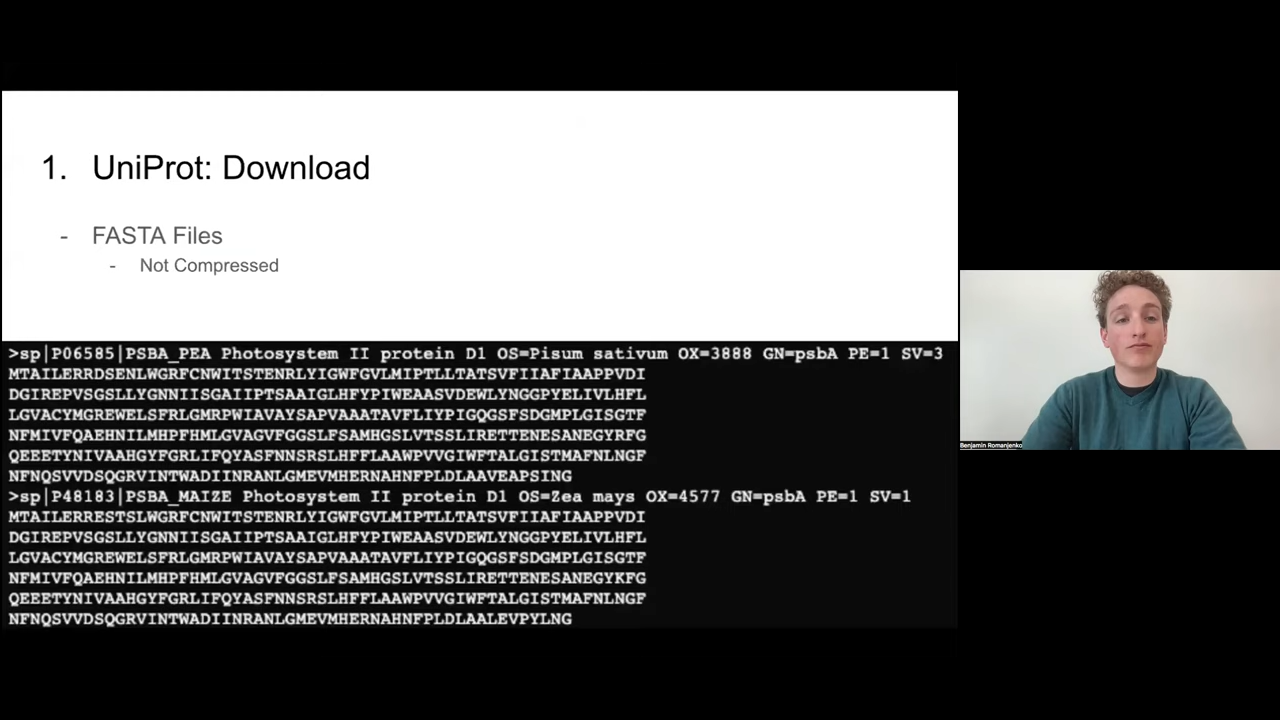 1. UniProt: Download
- FASTA Files
- Not Compressed
>sp|P06585|PSBA_PEA Photosystem II protein D1 OS=Pisum sativum OX=3888 GN=psbA PE=1 SV=3
MTAILERRDSENLWGRFCNWITSTENRLYIGWFGVLMIPTLLTATSVFIIAFIAAPPVDI
DGIREPVSGSLLYGNNIISGAIIPTSAAIGLHFYPIWEAASVDEWLYNGGPYELIVLHFL
LGVACYMGREWELSFRLGMRPWIAVAYSAPVAAATAVFLIYPIGQGSFSDGMPLGISGTF
NFMIVFQAEHNILMHPFHMLGVAGVFGGSLFSAMHGSLVTSSLIRETTENESANEGYRFG
QEEETYNIVAAHGYFGRLIFQYASFNNSRSLHFFLAAWPVVGIWFTALGISTMAFNLNGF
NFNQSVVDSQGRVINTWADIINRANLGMEVMHERNAHNFPLDLAAVEAPSING
>sp|P48183|PSBA_MAIZE Photosystem II protein D1 OS=Zea mays OX=4577 GN=psbA PE=1 SV=1
MTAILERRESTSLWGRFCNWITSTENRLYIGWFGVLMIPTLLTATSVFIIAFIAAPPVDI
DGIREPVSGSLLYGNNIISGAIIPTSAAIGLHFYPIWEAASVDEWLYNGGPYELIVLHFL
LGVACYMGREWELSFRLGMRPWIAVAYSAPVAAATAVFLIYPIGQGSFSDGMPLGISGTF
NFMIVFQAEHNILMHPFHMLGVAGVFGGSLFSAMHGSLVTSSLIRETTENESANEGYKFG
QEEETYNIVAAHGYFGRLIFQYASFNNSRSLHFFLAAWPVVGIWFTALGISTMAFNLNGF
NFNQSVVDSQGRVINTWADIINRANLGMEVMHERNAHNFPLDLAALEVPYLNG
Benjamin Romanjenko